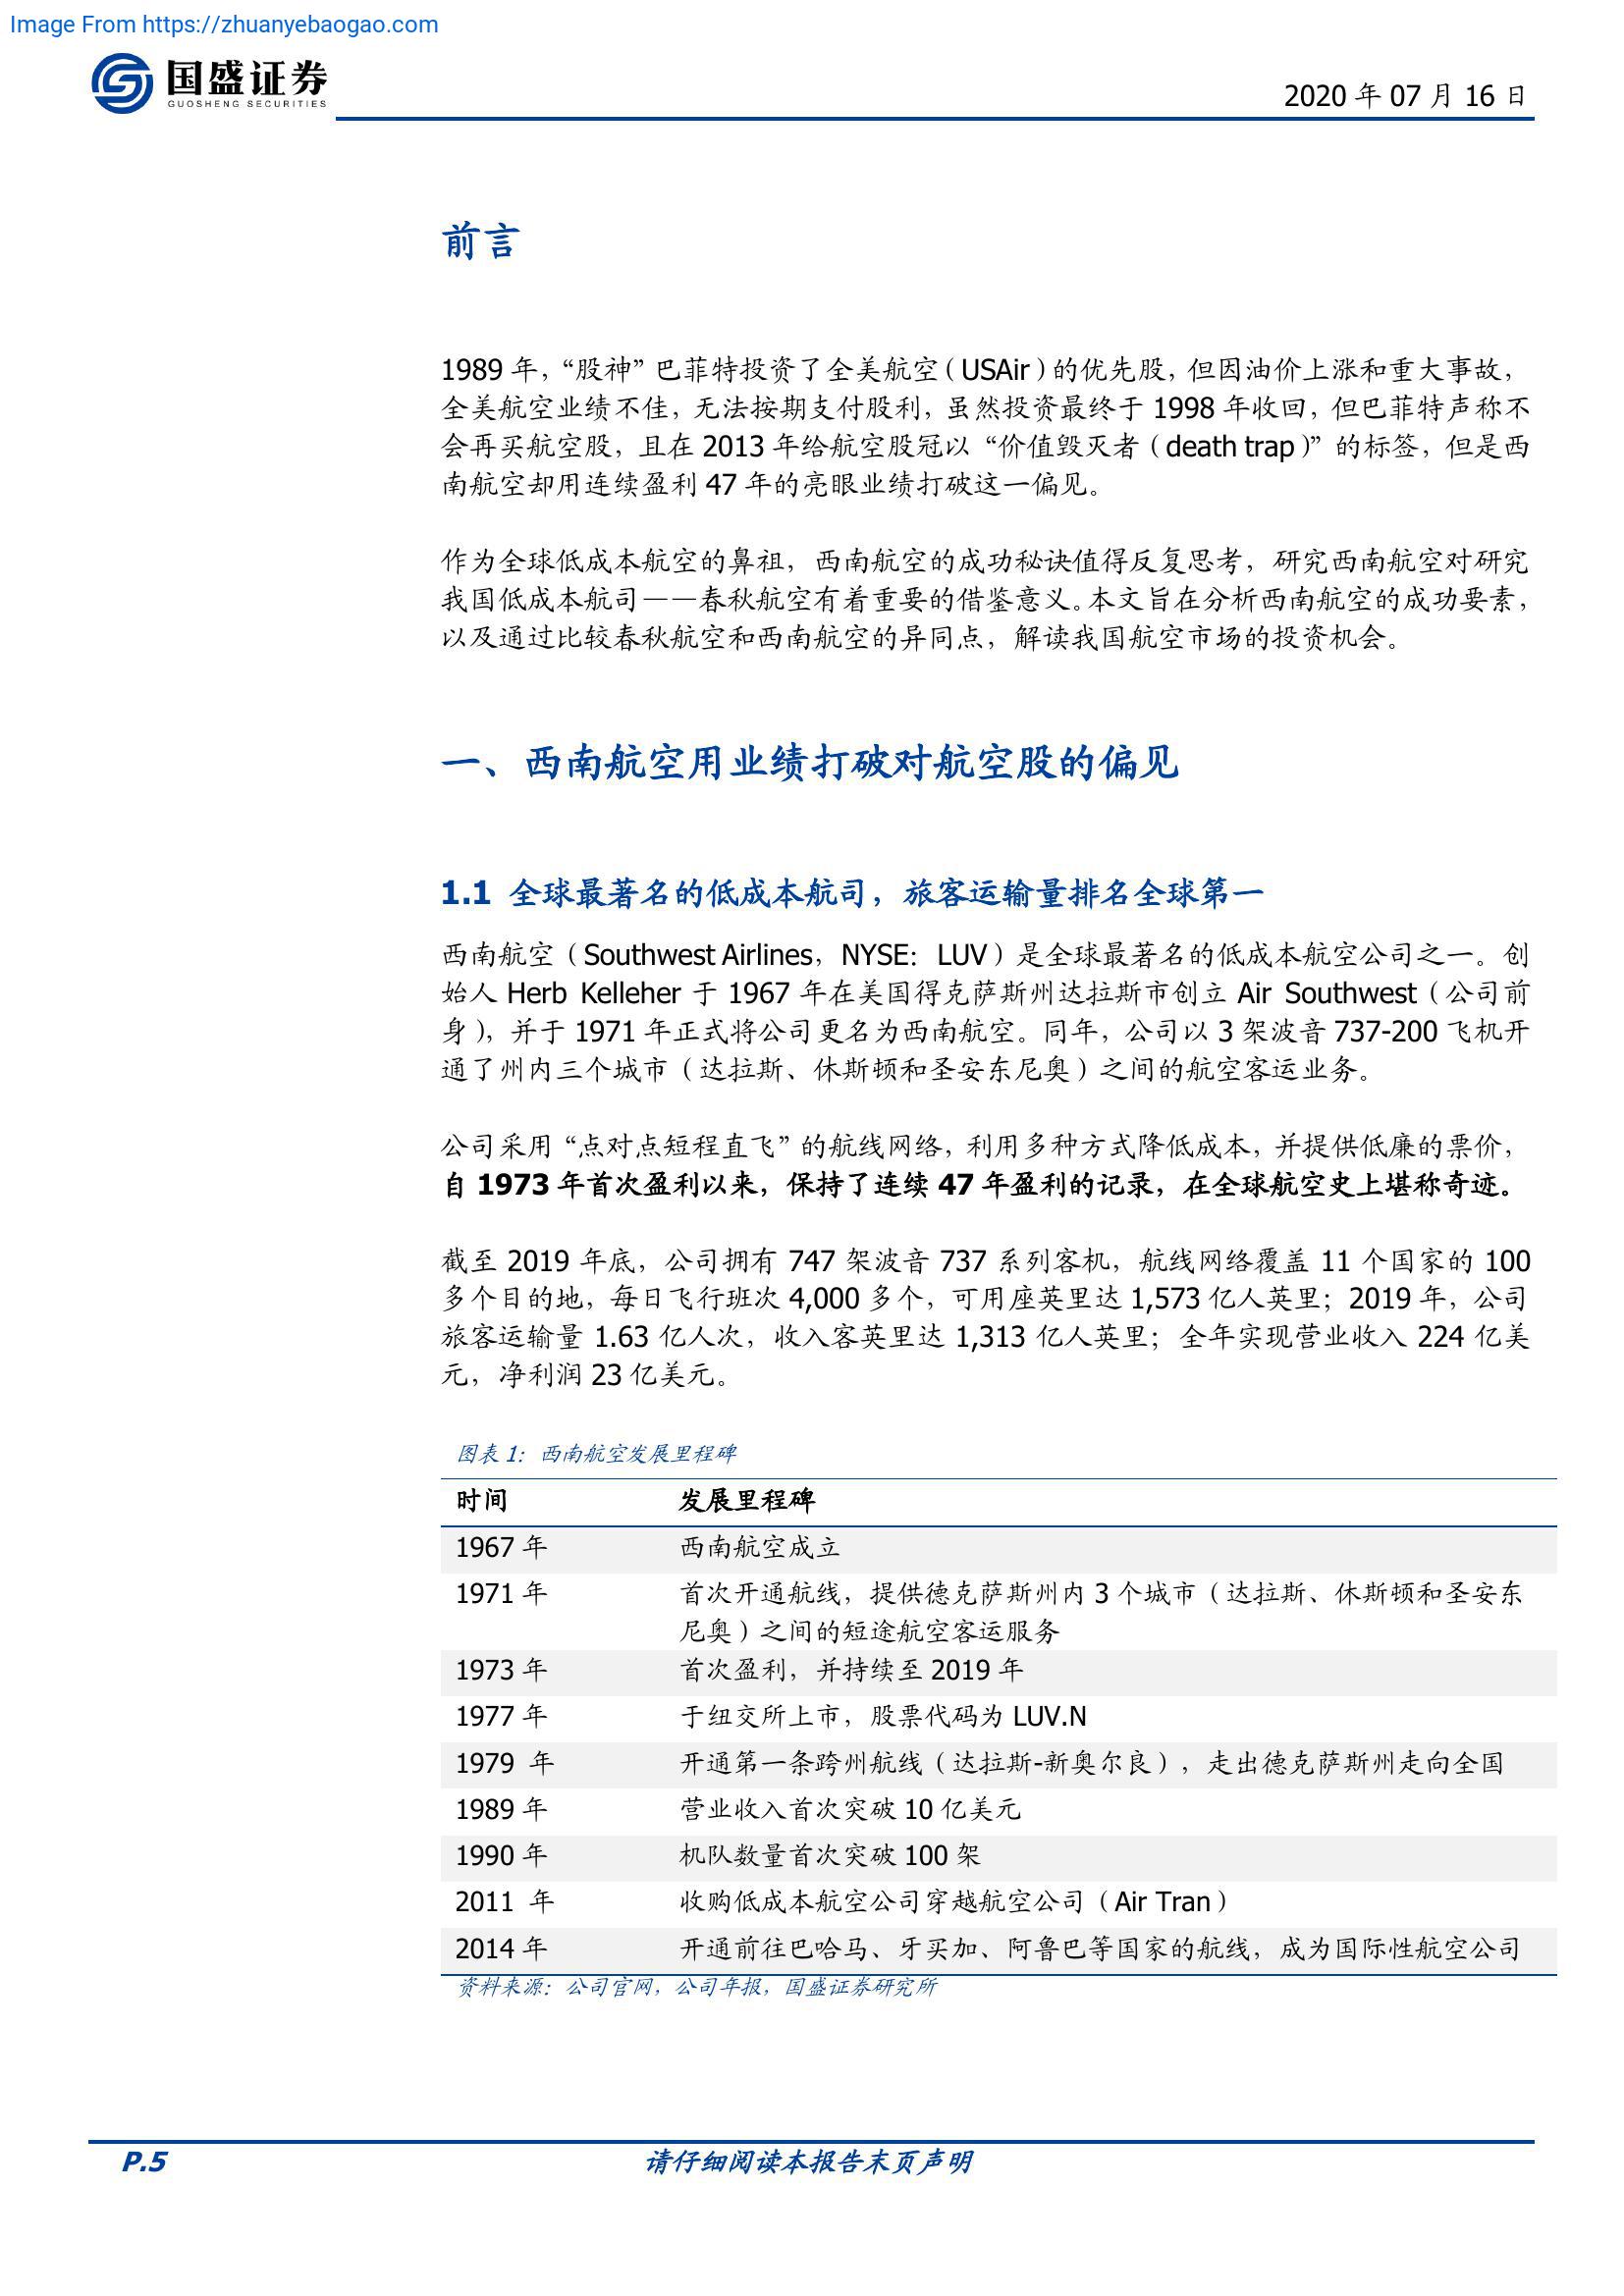 Image From https://zhuanyebaogao.com
国盛证券
GUOSHENG SECURITIES
2020 年 07 月 16 日
前言
1989 年，“股神”巴菲特投资了全美航空（USAir）的优先股，但因油价上涨和重大事故，
全美航空业绩不佳，无法按期支付股利，虽然投资最终于 1998 年收回，但巴菲特声称不
会再买航空股，且在 2013 年给航空股冠以“价值毁灭者（death trap）”的标签，但是西
南航空却用连续盈利 47 年的亮眼业绩打破这一偏见。
作为全球低成本航空的鼻祖，西南航空的成功秘诀值得反复思考，研究西南航空对研究
我国低成本航司——春秋航空有着重要的借鉴意义。本文旨在分析西南航空的成功要素，
以及通过比较春秋航空和西南航空的异同点，解读我国航空市场的投资机会。
一、西南航空用业绩打破对航空股的偏见
1.1 全球最著名的低成本航司，旅客运输量排名全球第一
西南航空（Southwest Airlines，NYSE：LUV）是全球最著名的低成本航空公司之一。创
始人 Herb Kelleher 于 1967 年在美国得克萨斯州达拉斯市创立 Air Southwest（公司前
身），并于 1971 年正式将公司更名为西南航空。同年，公司以 3 架波音 737-200 飞机开
通了州内三个城市（达拉斯、休斯顿和圣安东尼奥）之间的航空客运业务。
公司采用“点对点短程直飞”的航线网络，利用多种方式降低成本，并提供低廉的票价，
自 1973 年首次盈利以来，保持了连续 47 年盈利的记录，在全球航空史上堪称奇迹。
截至 2019 年底，公司拥有 747 架波音 737 系列客机，航线网络覆盖 11 个国家的 100
多个目的地，每日飞行班次 4,000 多个，可用座英里达 1,573 亿人英里；2019 年，公司
旅客运输量 1.63 亿人次，收入客英里达 1,313 亿人英里；全年实现营业收入 224 亿美
元，净利润 23 亿美元。
图表 1：西南航空发展里程碑
时间 发展里程碑
1967 年 西南航空成立
1971 年 首次开通航线，提供德克萨斯州内 3 个城市（达拉斯、休斯顿和圣安东
尼奥）之间的短途航空客运服务
1973 年 首次盈利，并持续至 2019 年
1977 年 于纽交所上市，股票代码为 LUV.N
1979 年 开通第一条跨州航线（达拉斯-新奥尔良），走出德克萨斯州走向全国
1989 年 营业收入首次突破 10 亿美元
1990 年 机队数量首次突破 100 架
2011 年 收购低成本航空公司穿越航空公司（Air Tran）
2014 年 开通前往巴哈马、牙买加、阿鲁巴等国家的航线，成为国际性航空公司
资料来源：公司官网，公司年报，国盛证券研究所
P.5 请仔细阅读本报告末页声明